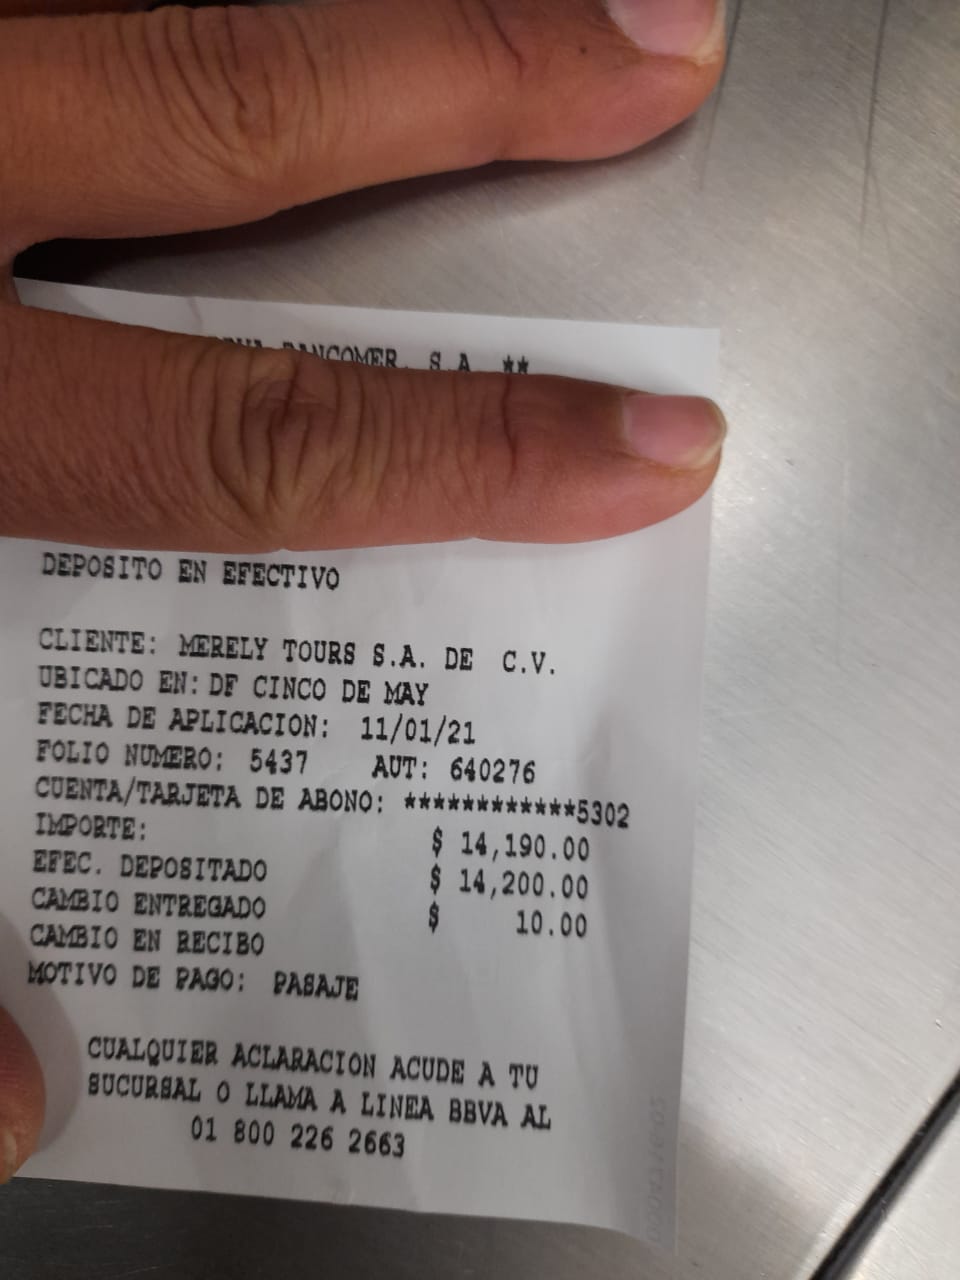 BANCOMER, S.A. **
DEPOSITO EN EFECTIVO
CLIENTE: MERELY TOURS S.A. DE C.V.
UBICADO EN: DF CINCO DE MAY
FECHA DE APLICACION: 11/01/21
FOLIO NUMERO: 5437 AUT: 640276
CUENTA/TARJETA DE ABONO: ************5302
IMPORTE: $ 14,190.00
EFEC. DEPOSITADO $ 14,200.00
CAMBIO ENTREGADO $ 10.00
CAMBIO EN RECIBO
MOTIVO DE PAGO: PASAJE
CUALQUIER ACLARACION ACUDE A TU
SUCURSAL O LLAMA A LINEA BBVA AL
01 800 226 2663